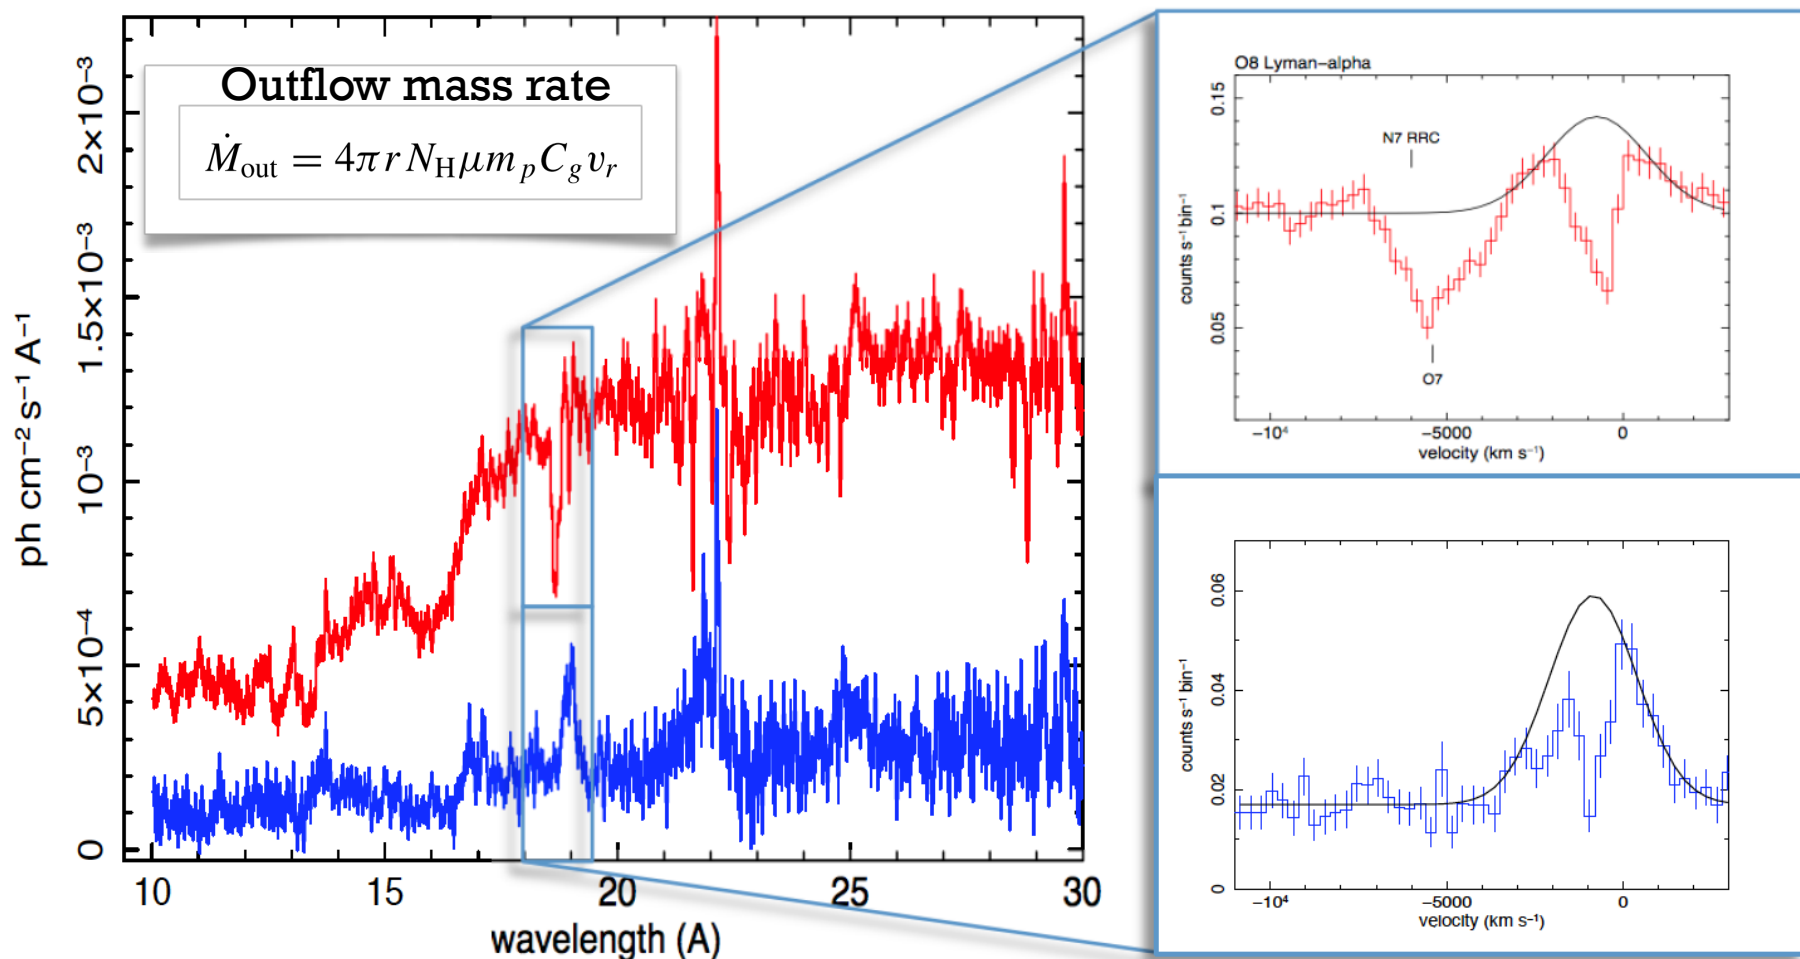 Outflow mass rate
Ṁout = 4πrNHμmpCgvr
ph cm−2 s−1 A−1
2×10−3
1.5×10−3
10−3
5×10−4
0
10 15 20 25 30
wavelength (A)
O8 Lyman−alpha
N7 RRC
O7
counts s−1 bin−1
0.15
0.1
0.05
−104 −5000 0
velocity (km s−1)
counts s−1 bin−1
0.06
0.04
0.02
0
−104 −5000 0
velocity (km s−1)